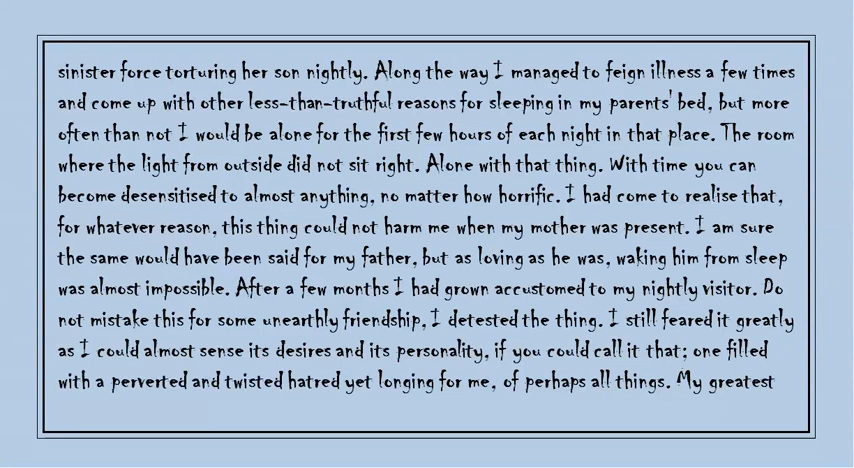 sinister force torturing her son nightly. Along the way I managed to feign illness a few times
and come up with other less-than-truthful reasons for sleeping in my parents' bed, but more
often than not I would be alone for the first few hours of each night in that place. The room
where the light from outside did not sit right. Alone with that thing. With time you can
become desensitised to almost anything, no matter how horrific. I had come to realise that,
for whatever reason, this thing could not harm me when my mother was present. I am sure
the same would have been said for my father, but as loving as he was, waking him from sleep
was almost impossible. After a few months I had grown accustomed to my nightly visitor. Do
not mistake this for some unearthly friendship, I detested the thing. I still feared it greatly
as I could almost sense its desires and its personality, if you could call it that; one filled
with a perverted and twisted hatred yet longing for me, of perhaps all things. My greatest